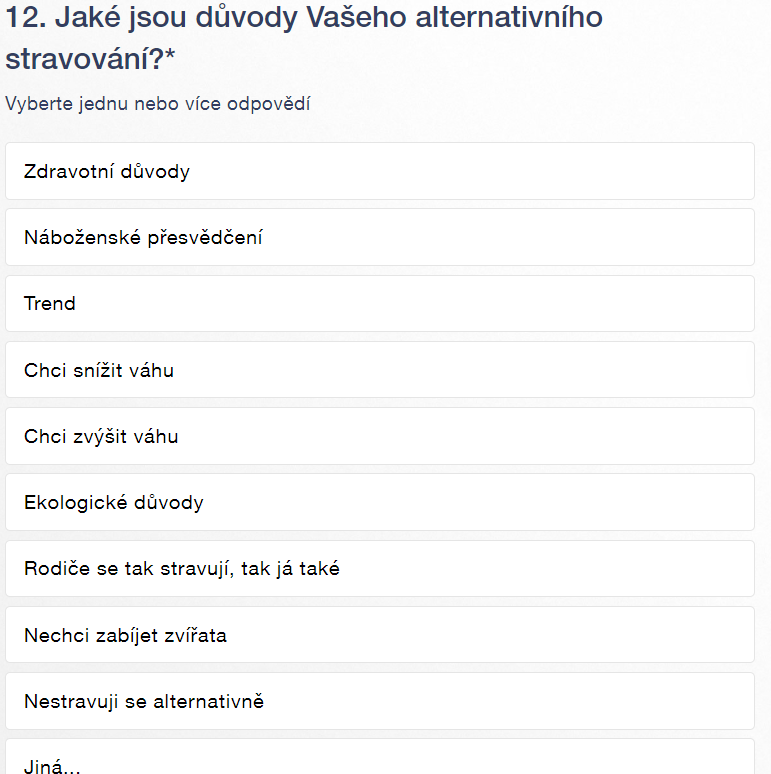 12. Jaké jsou důvody Vašeho alternativního
stravování?*
Vyberte jednu nebo více odpovědí
Zdravotní důvody
Náboženské přesvědčení
Trend
Chci snížit váhu
Chci zvýšit váhu
Ekologické důvody
Rodiče se tak stravují, tak já také
Nechci zabíjet zvířata
Nestravuji se alternativně
Jiná...